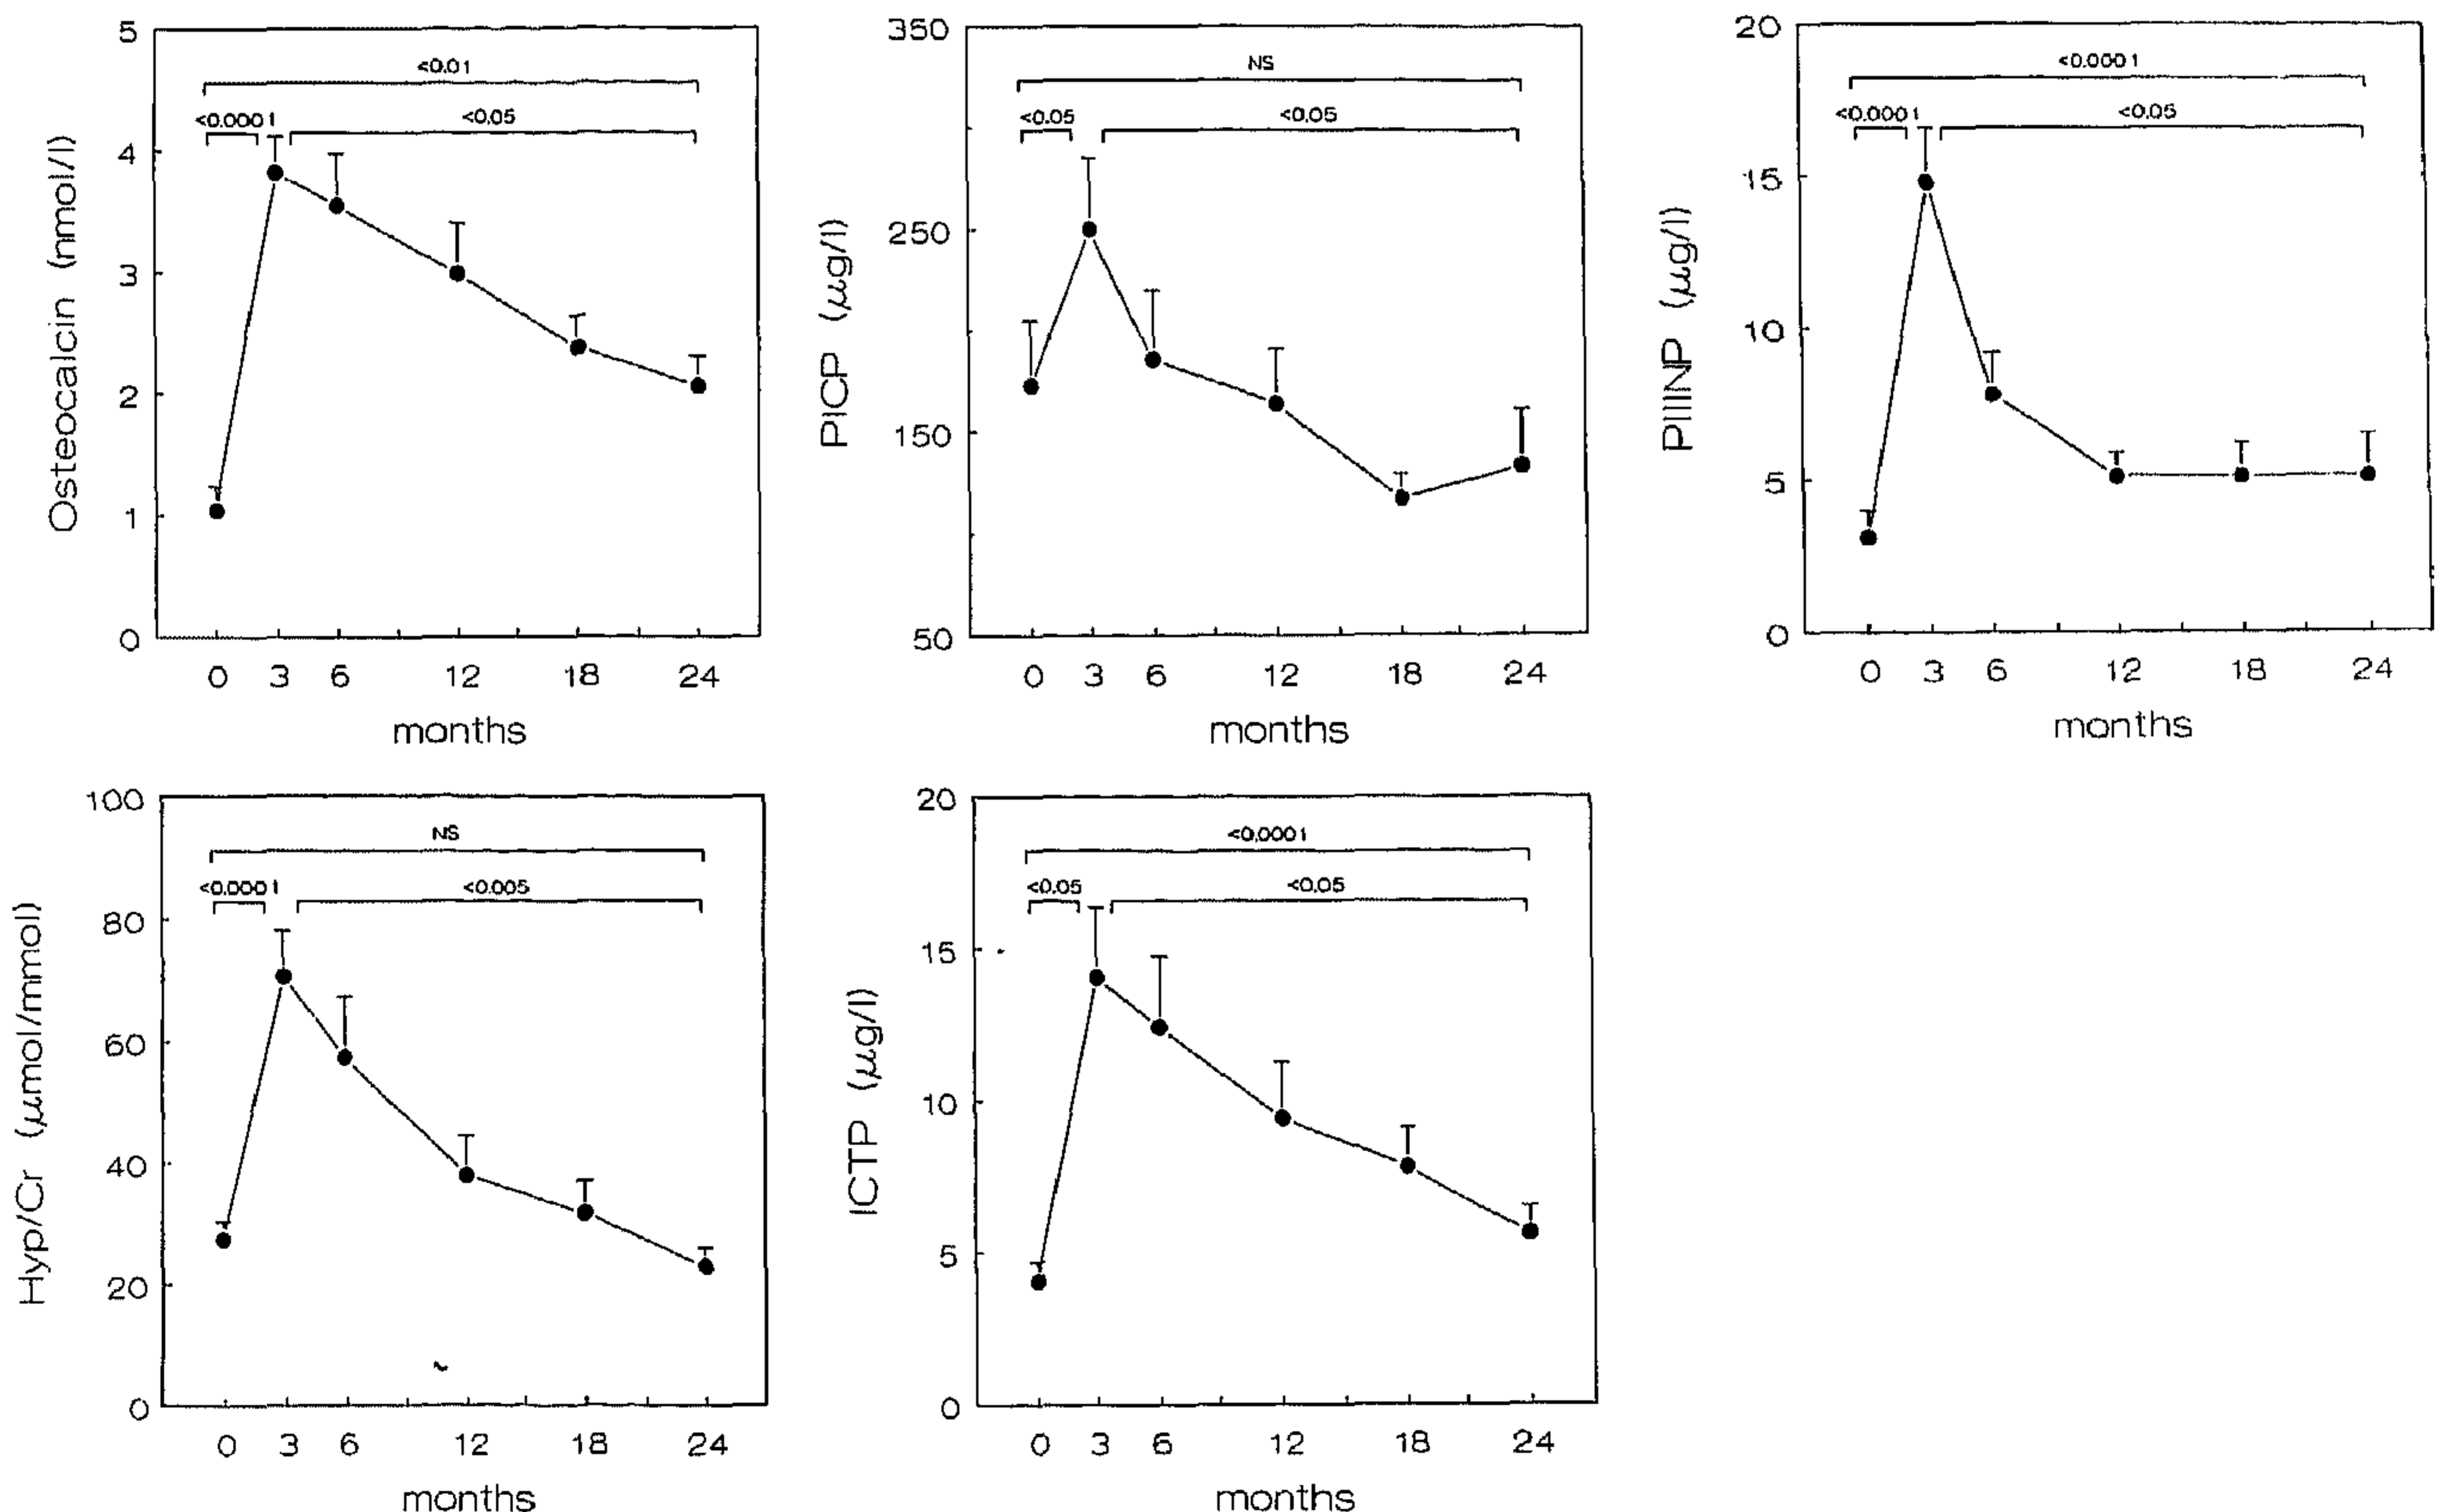 Osteocalcin (nmol/l)
5
4
3
2
1
0
<0.01
<0.0001
<0.05
0 3 6 12 18 24
months
PICP (μg/l)
350
250
150
50
NS
<0.05
<0.05
0 3 6 12 18 24
months
PIIINP (μg/l)
20
15
10
5
0
<0.0001
<0.0001
<0.05
0 3 6 12 18 24
months
Hyp/Cr (μmol/mmol)
100
80
60
40
20
0
NS
<0.0001
<0.005
0 3 6 12 18 24
months
ICTP (μg/l)
20
15
10
5
0
<0.0001
<0.05
<0.05
0 3 6 12 18 24
months